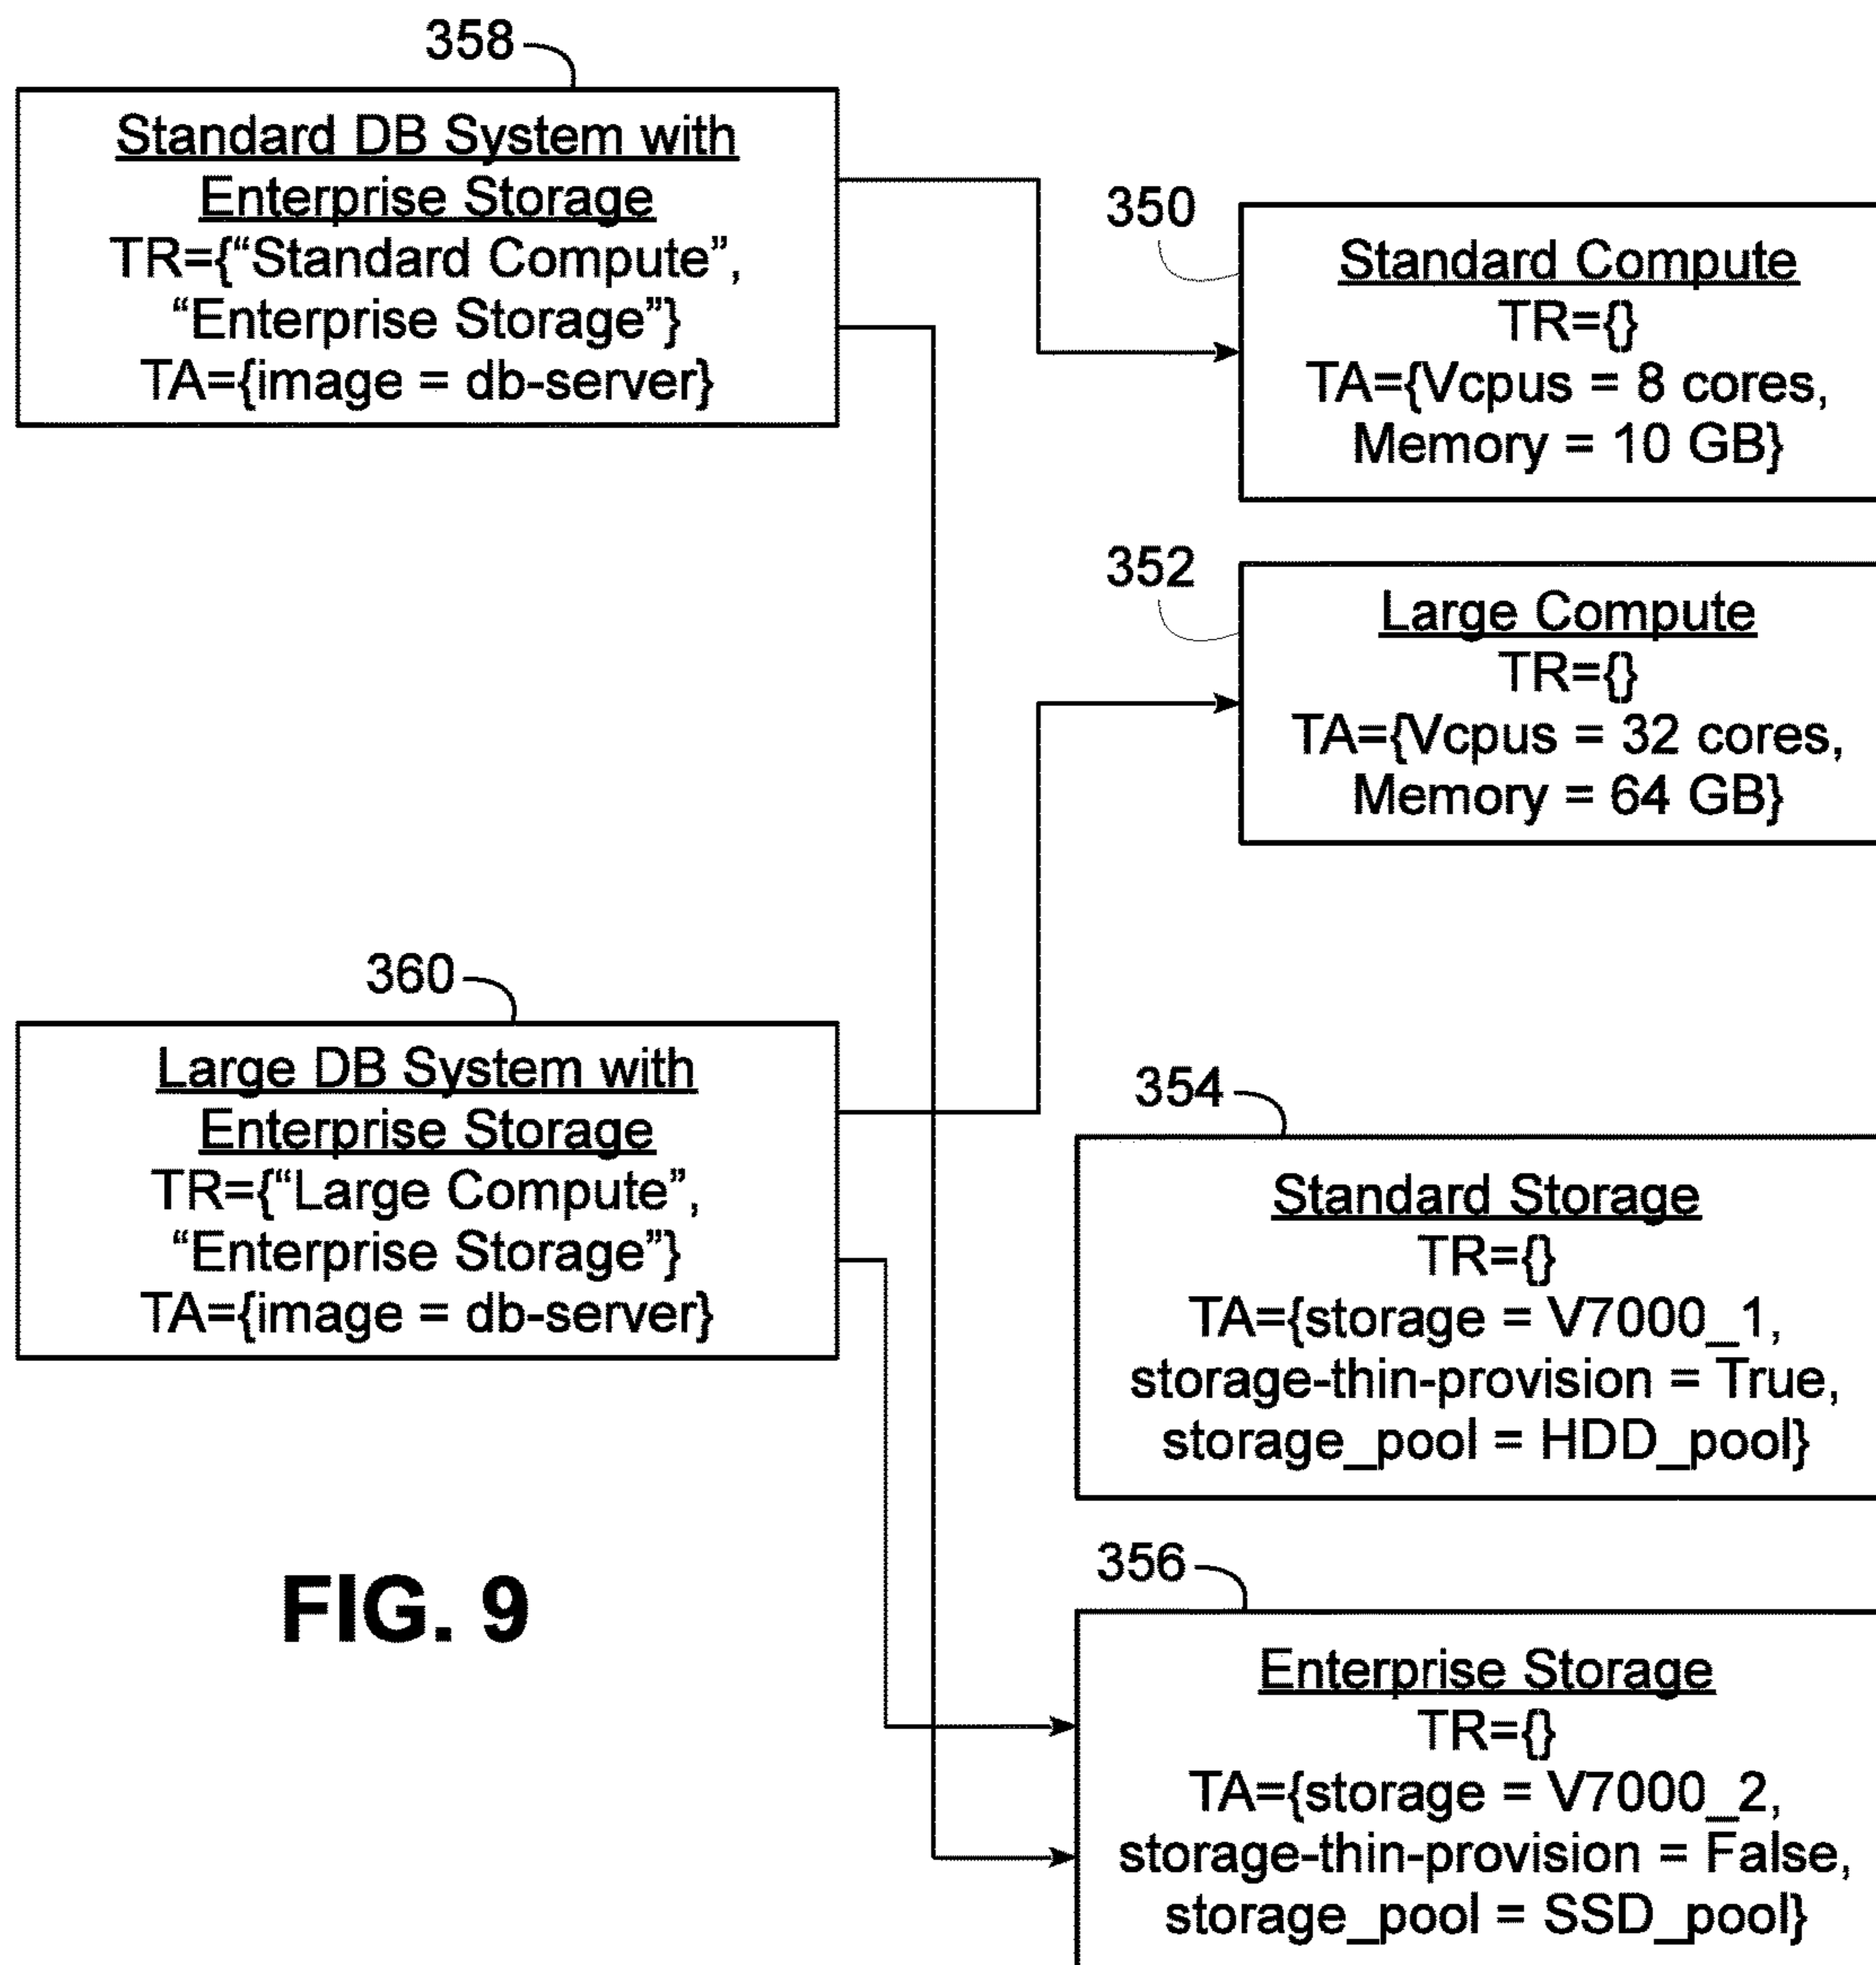 358
Standard DB System with
Enterprise Storage
TR={“Standard Compute”,
“Enterprise Storage”}
TA={image = db-server}
350
Standard Compute
TR={}
TA={Vcpus = 8 cores,
Memory = 10 GB}
352
Large Compute
TR={}
TA={Vcpus = 32 cores,
Memory = 64 GB}
360
Large DB System with
Enterprise Storage
TR={“Large Compute”,
“Enterprise Storage”}
TA={image = db-server}
354
Standard Storage
TR={}
TA={storage = V7000_1,
storage-thin-provision = True,
storage_pool = HDD_pool}
356
Enterprise Storage
TR={}
TA={storage = V7000_2,
storage-thin-provision = False,
storage_pool = SSD_pool}
FIG. 9